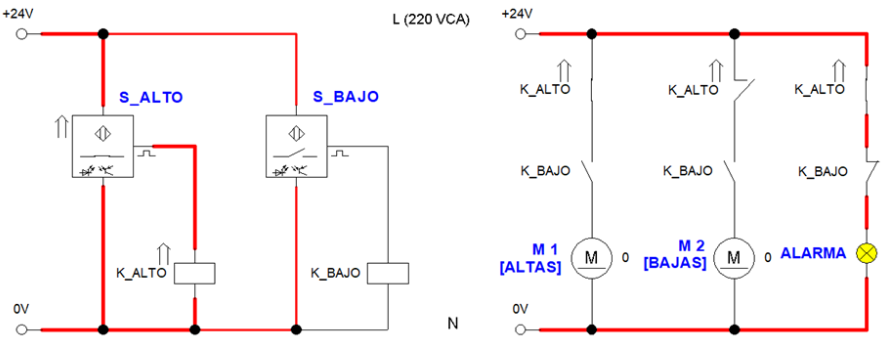 +24V
L (220 VCA)
+24V
S_ALTO
S_BAJO
K_ALTO
K_ALTO
K_ALTO
K_BAJO
K_BAJO
K_BAJO
K_ALTO
K_BAJO
M 1
[ALTAS]
M
0
M 2
[BAJAS]
M
0
ALARMA
0V
N
0V